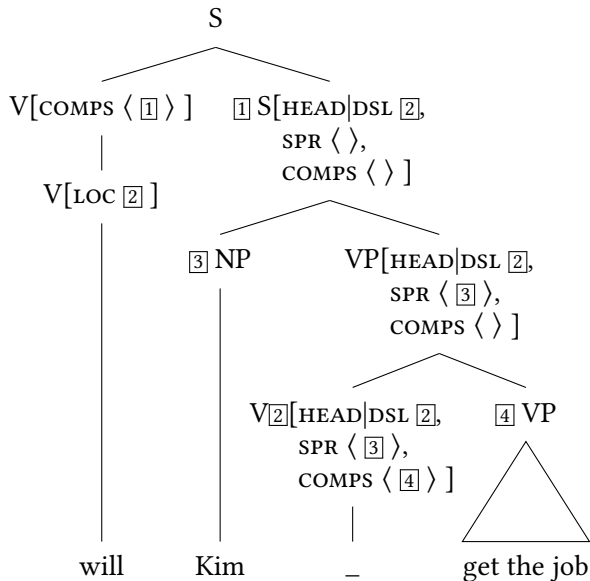 S
V[COMPS ⟨ 1 ⟩ ] 1 S[HEAD|DSL 2,
SPR ⟨ ⟩,
COMPS ⟨ ⟩ ]
V[LOC 2 ]
3 NP VP[HEAD|DSL 2,
SPR ⟨ 3 ⟩,
COMPS ⟨ ⟩ ]
V2[HEAD|DSL 2, 4 VP
SPR ⟨ 3 ⟩,
COMPS ⟨ 4 ⟩ ]
will Kim _ get the job